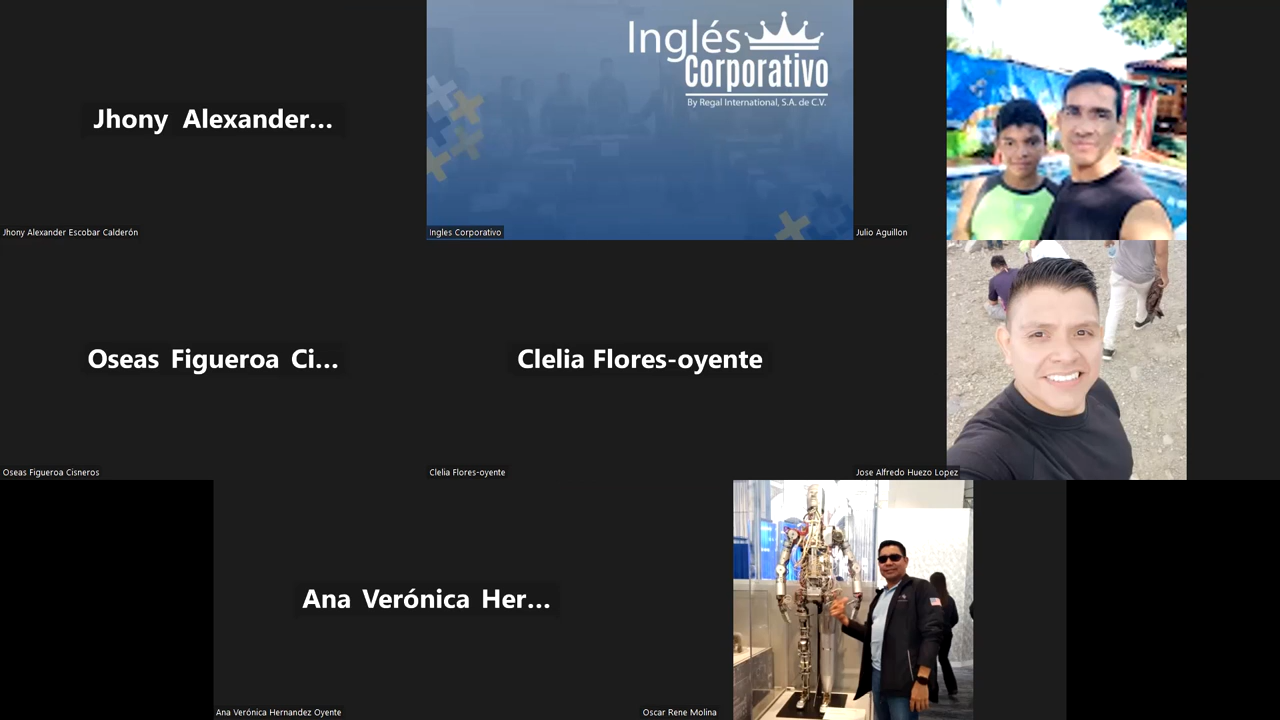 Jhony Alexander...
Jhony Alexander Escobar Calderón
Inglés
Corporativo
By Regal International, S.A. de C.V.
Ingles Corporativo
Julio Aguillon
Oseas Figueroa Ci...
Oseas Figueroa Cisneros
Clelia Flores-oyente
Clelia Flores-oyente
Jose Alfredo Huezo Lopez
Ana Verónica Her...
Ana Verónica Hernandez Oyente
Oscar Rene Molina